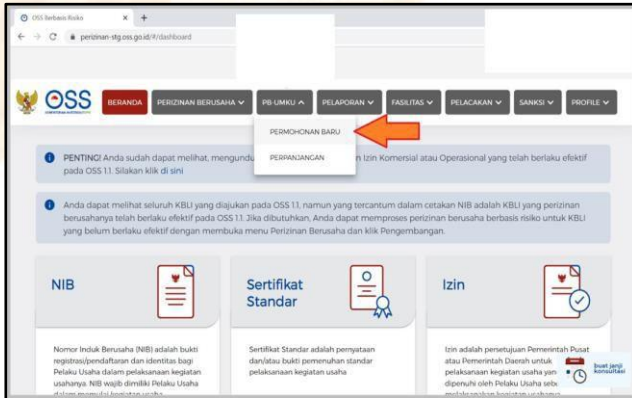 OSS Berbasis Risiko
perizinan-stg.oss.go.id/#/dashboard
OSS
BERANDA PERIZINAN BERUSAHA PB-UMKU PELAPORAN FASILITAS PELACAKAN SANKSI PROFILE
PERMOHONAN BARU
PERPANJANGAN
PENTING! Anda sudah dapat melihat, mengundu n Izin Komersial atau Operasional yang telah berlaku efektif
pada OSS 1.1. Silakan klik di sini
Anda dapat melihat seluruh KBLI yang diajukan pada OSS 1.1, namun yang tercantum dalam cetakan NIB adalah KBLI yang perizinan
berusahanya telah berlaku efektif pada OSS 1.1. Jika dibutuhkan, Anda dapat memproses perizinan berusaha berbasis risiko untuk KBLI
yang belum berlaku efektif dengan membuka menu Perizinan Berusaha dan klik Pengembangan.
NIB
Nomor Induk Berusaha (NIB) adalah bukti
registrasi/pendaftaran dan identitas bagi
Pelaku Usaha dalam pelaksanaan kegiatan
usahanya. NIB wajib dimiliki Pelaku Usaha
dalam memulai kegiatan usaha
Sertifikat
Standar
Sertifikat Standar adalah pernyataan
dan/atau bukti pemenuhan standar
pelaksanaan kegiatan usaha
Izin
Izin adalah persetujuan Pemerintah Pusat
atau Pemerintah Daerah untuk
pelaksanaan kegiatan usaha yan
dipenuhi oleh Pelaku Usaha seb
melaksanakan kegiatan usahanya
buat janji
konsultasi